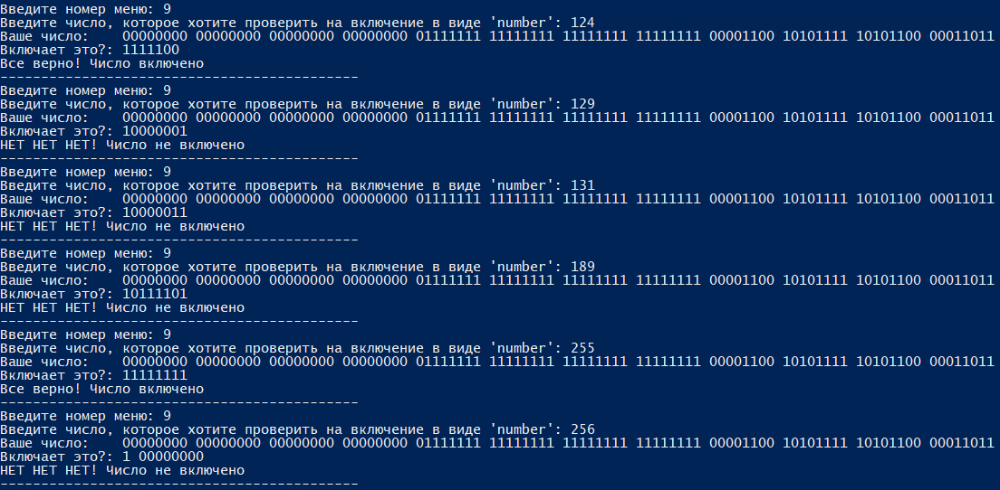 Введите номер меню: 9
Введите число, которое хотите проверить на включение в виде 'number': 124
Ваше число:    00000000 00000000 00000000 00000000 01111111 11111111 11111111 11111111 00001100 10101111 10101100 00011011
Включает это?: 1111100
Все верно! Число включено
--------------------------------------------
Введите номер меню: 9
Введите число, которое хотите проверить на включение в виде 'number': 129
Ваше число:    00000000 00000000 00000000 00000000 01111111 11111111 11111111 11111111 00001100 10101111 10101100 00011011
Включает это?: 10000001
НЕТ НЕТ НЕТ! Число не включено
--------------------------------------------
Введите номер меню: 9
Введите число, которое хотите проверить на включение в виде 'number': 131
Ваше число:    00000000 00000000 00000000 00000000 01111111 11111111 11111111 11111111 00001100 10101111 10101100 00011011
Включает это?: 10000011
НЕТ НЕТ НЕТ! Число не включено
--------------------------------------------
Введите номер меню: 9
Введите число, которое хотите проверить на включение в виде 'number': 189
Ваше число:    00000000 00000000 00000000 00000000 01111111 11111111 11111111 11111111 00001100 10101111 10101100 00011011
Включает это?: 10111101
НЕТ НЕТ НЕТ! Число не включено
--------------------------------------------
Введите номер меню: 9
Введите число, которое хотите проверить на включение в виде 'number': 255
Ваше число:    00000000 00000000 00000000 00000000 01111111 11111111 11111111 11111111 00001100 10101111 10101100 00011011
Включает это?: 11111111
Все верно! Число включено
--------------------------------------------
Введите номер меню: 9
Введите число, которое хотите проверить на включение в виде 'number': 256
Ваше число:    00000000 00000000 00000000 00000000 01111111 11111111 11111111 11111111 00001100 10101111 10101100 00011011
Включает это?: 1 00000000
НЕТ НЕТ НЕТ! Число не включено
--------------------------------------------